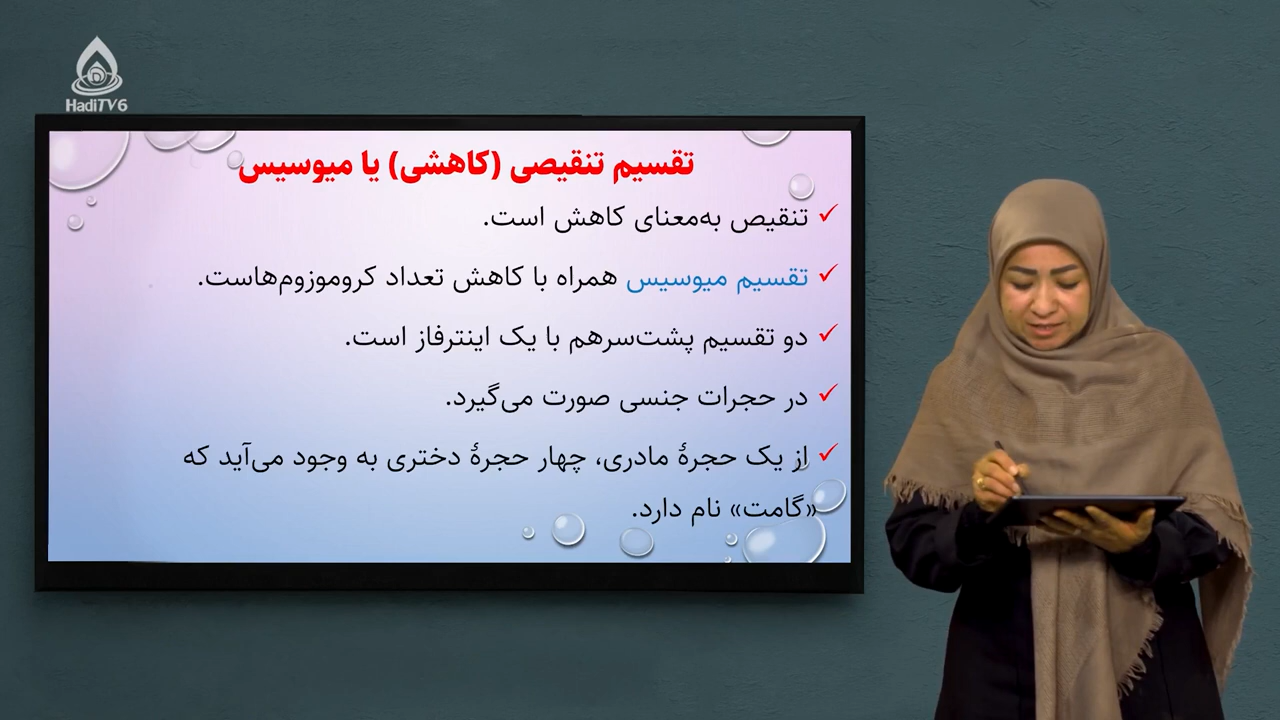 HadiTV6
تقسیم تنقیصی (کاهشی) یا میوسیس
تنقیص به‌معنای کاهش است.
تقسیم میوسیس همراه با کاهش تعداد کروموزوم‌هاست.
دو تقسیم پشت‌سرهم با یک اینترفاز است.
در حجرات جنسی صورت می‌گیرد.
از یک حجرهٔ مادری، چهار حجرهٔ دختری به وجود می‌آید که
«گامت» نام دارد.